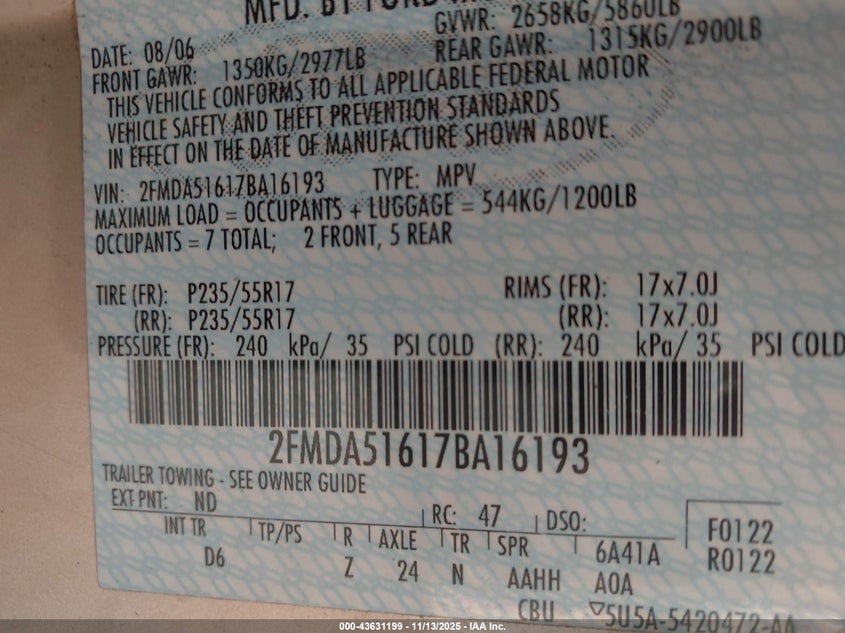 MFD. BY FORD
GVWR: 2658KG/5860LB
DATE: 08/06
FRONT GAWR: 1350KG/2977LB REAR GAWR: 1315KG/2900LB
THIS VEHICLE CONFORMS TO ALL APPLICABLE FEDERAL MOTOR
VEHICLE SAFETY AND THEFT PREVENTION STANDARDS
IN EFFECT ON THE DATE OF MANUFACTURE SHOWN ABOVE.
VIN: 2FMDA51617BA16193 TYPE: MPV
MAXIMUM LOAD = OCCUPANTS + LUGGAGE = 544KG/1200LB
OCCUPANTS = 7 TOTAL; 2 FRONT, 5 REAR
TIRE (FR): P235/55R17 RIMS (FR): 17x7.0J
(RR): P235/55R17 (RR): 17x7.0J
PRESSURE (FR): 240 kPa/ 35 PSI COLD (RR): 240 kPa/ 35 PSI COLD
2FMDA51617BA16193
TRAILER TOWING - SEE OWNER GUIDE
EXT PNT: ND RC: 47 DSO: F0122
INT TR TP/PS R AXLE TR SPR 6A41A R0122
D6 Z 24 N AAHH A0A
CBU ▽5U5A-5420472-AA
000-43631199 - 11/13/2025 - IAA Inc.